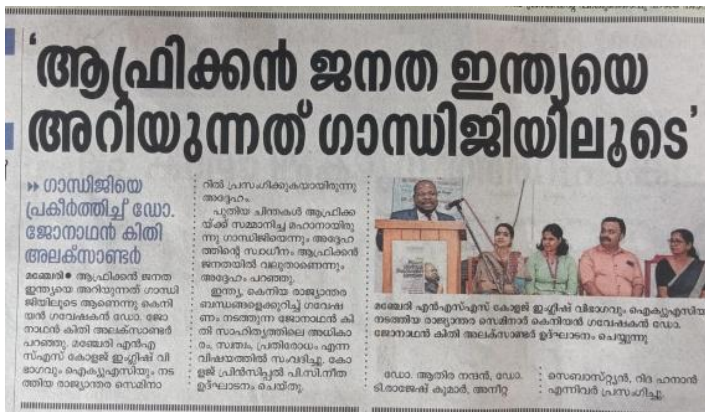 ‘ആഫ്രിക്കൻ ജനത ഇന്ത്യയെ
അറിയുന്നത് ഗാന്ധിജിയിലൂടെ’
›› ഗാന്ധിജിയെ
പ്രകീർത്തിച്ച് ഡോ.
ജോനാഥൻ കിതി
അലക്സാണ്ടർ
മഞ്ചേരി● ആഫ്രിക്കൻ ജനത
ഇന്ത്യയെ അറിയുന്നത് ഗാന്ധി
ജിയിലൂടെ ആണെന്നു കെനി
യൻ ഗവേഷകൻ ഡോ. ജോ
നാഥൻ കിതി അലക്സാണ്ടർ
പറഞ്ഞു. മഞ്ചേരി എൻഎ
സ്എസ് കോളജ് ഇംഗ്ലിഷ് വി
ഭാഗവും ഐക്യുഎസിയും നട
ത്തിയ രാജ്യാന്തര സെമിനാ
റിൽ പ്രസംഗിക്കുകയായിരുന്നു
അദ്ദേഹം.
പുതിയ ചിന്തകൾ ആഫ്രിക്ക
യ്ക്ക് സമ്മാനിച്ച മഹാനായിരു
ന്നു ഗാന്ധിജിയെന്നും അദ്ദേഹ
ത്തിന്റെ സ്വാധീനം ആഫ്രിക്കൻ
ജനതയിൽ വലുതാണെന്നും
അദ്ദേഹം പറഞ്ഞു.
ഇന്ത്യ, കെനിയ രാജ്യാന്തര
ബന്ധങ്ങളെക്കുറിച്ച് ഗവേഷ
ണം നടത്തുന്ന ജോനാഥൻ കി
തി സാഹിത്യത്തിലെ അധികാ
രം, സ്വത്വം, പ്രതിരോധം എന്ന
വിഷയത്തിൽ സംവദിച്ചു. കോ
ളജ് പ്രിൻസിപ്പൽ പി.സി.നീത
ഉദ്ഘാടനം ചെയ്തു.
മഞ്ചേരി എൻഎസ്എസ് കോളജ് ഇംഗ്ലിഷ് വിഭാഗവും ഐക്യുഎസിയ
നടത്തിയ രാജ്യാന്തര സെമിനാർ കെനിയൻ ഗവേഷകൻ ഡോ.
ജോനാഥൻ കിതി അലക്സാണ്ടർ ഉദ്ഘാടനം ചെയ്യുന്നു
ഡോ. ആതിര നന്ദൻ, ഡോ.
ടി.രാജേഷ് കുമാർ, അനീറ്റ
സെബാസ്റ്റ്യൻ, റിദ ഹനാൻ
എന്നിവർ പ്രസംഗിച്ചു.